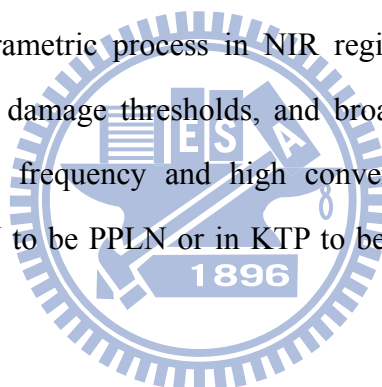 rametric process in NIR regi
damage thresholds, and broa
ES A
frequency and high conve
to be PPLN or in KTP to be
1896